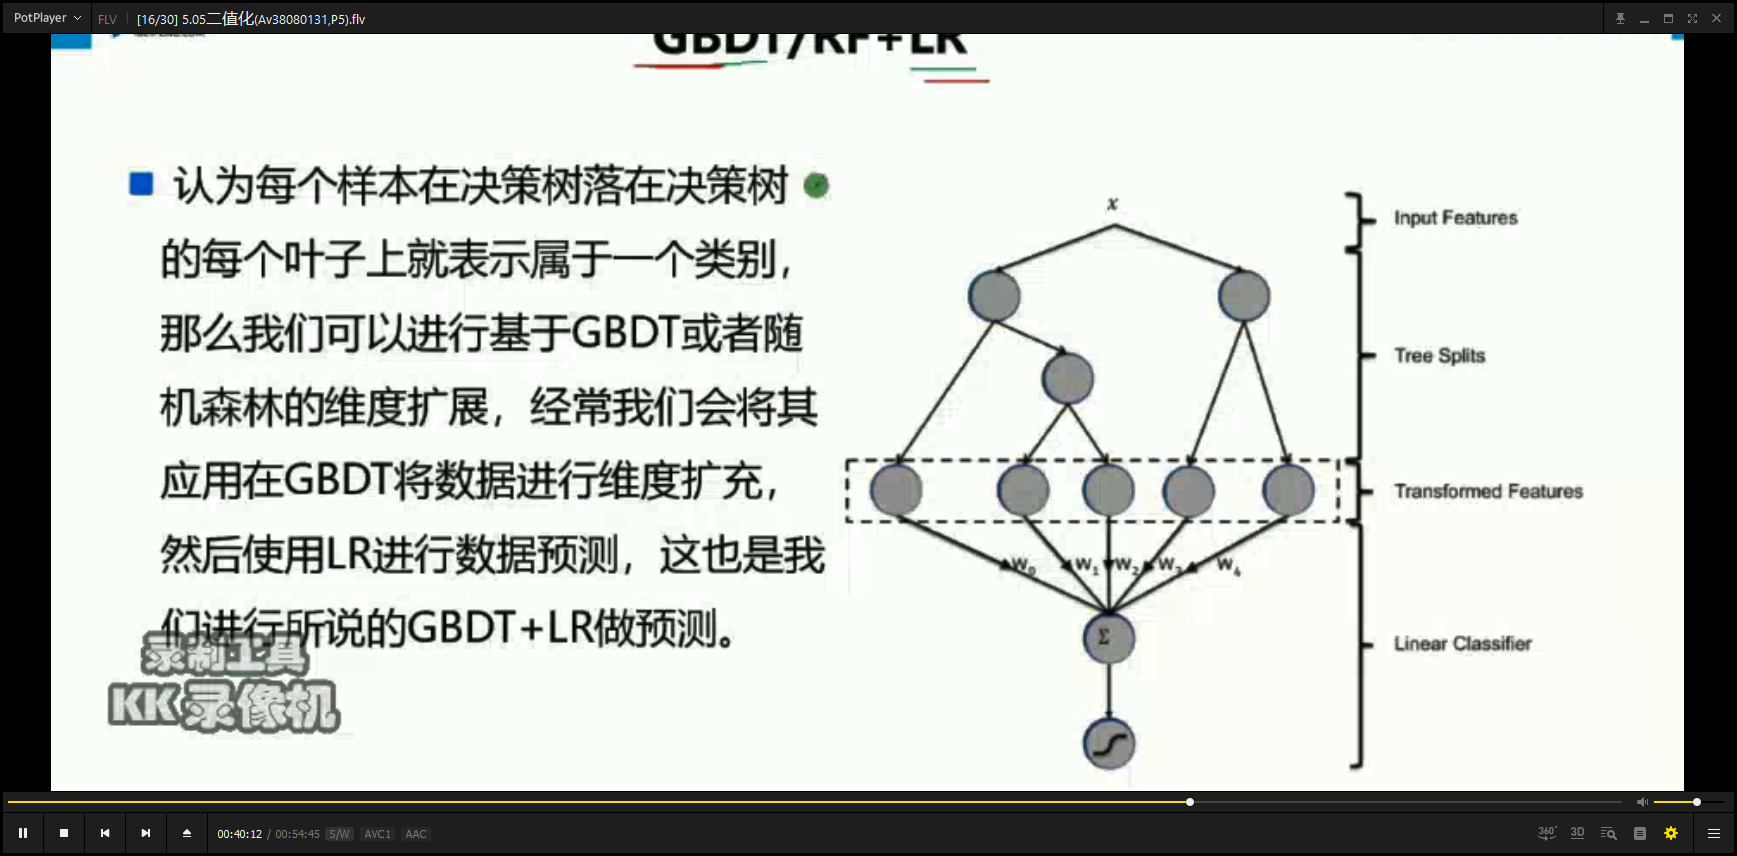 PotPlayer
FLV
[16/30] 5.05二值化(Av38080131,P5).flv
GBDT/RF+LR
认为每个样本在决策树落在决策树
的每个叶子上就表示属于一个类别，
那么我们可以进行基于GBDT或者随
机森林的维度扩展，经常我们会将其
应用在GBDT将数据进行维度扩充，
然后使用LR进行数据预测，这也是我
们进行所说的GBDT+LR做预测。
录制工具
KK录像机
x
Input Features
Tree Splits
Transformed Features
W0 W1 W2 W3 W4
Σ
Linear Classifier
00:40:12 / 00:54:45 S/W AVC1 AAC
360°
3D